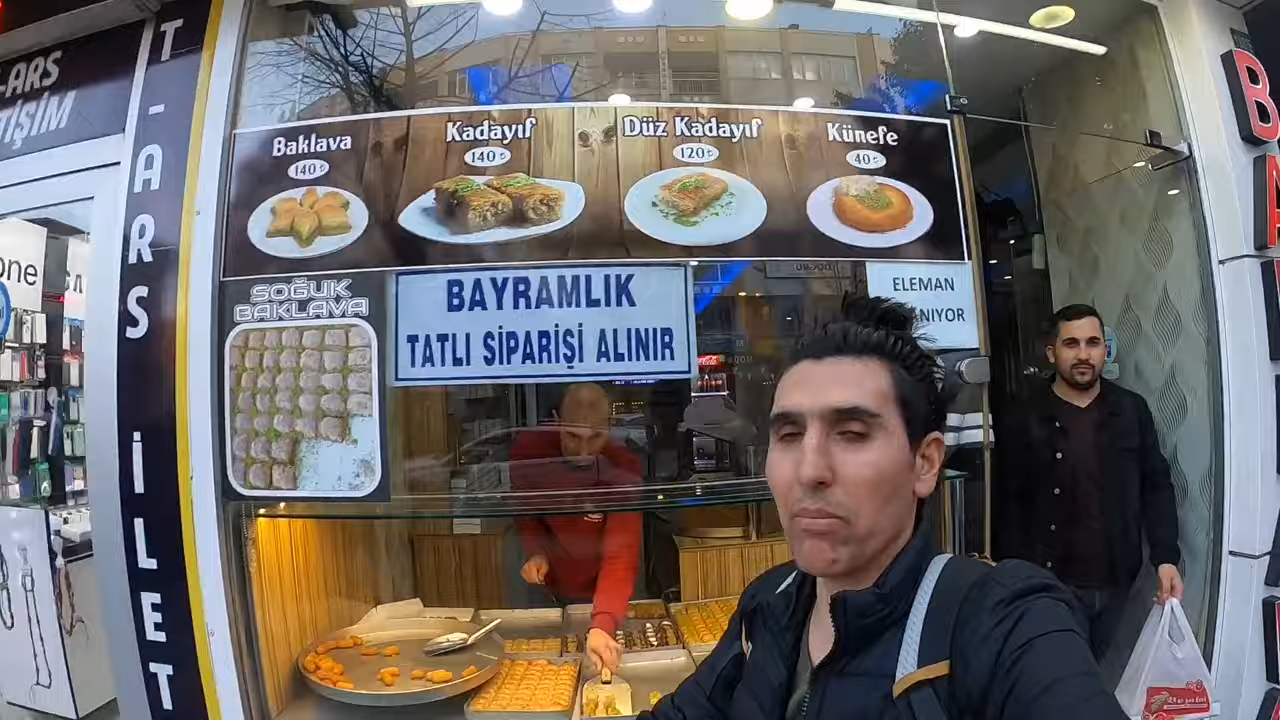 -ARS
T-ARS İLET
Baklava
140₺
Kadayıf
140₺
Düz Kadayıf
120₺
Künefe
40₺
SOĞUK
BAKLAVA
BAYRAMLIK
TATLI SİPARİŞİ ALINIR
ELEMAN
ANIYOR
one